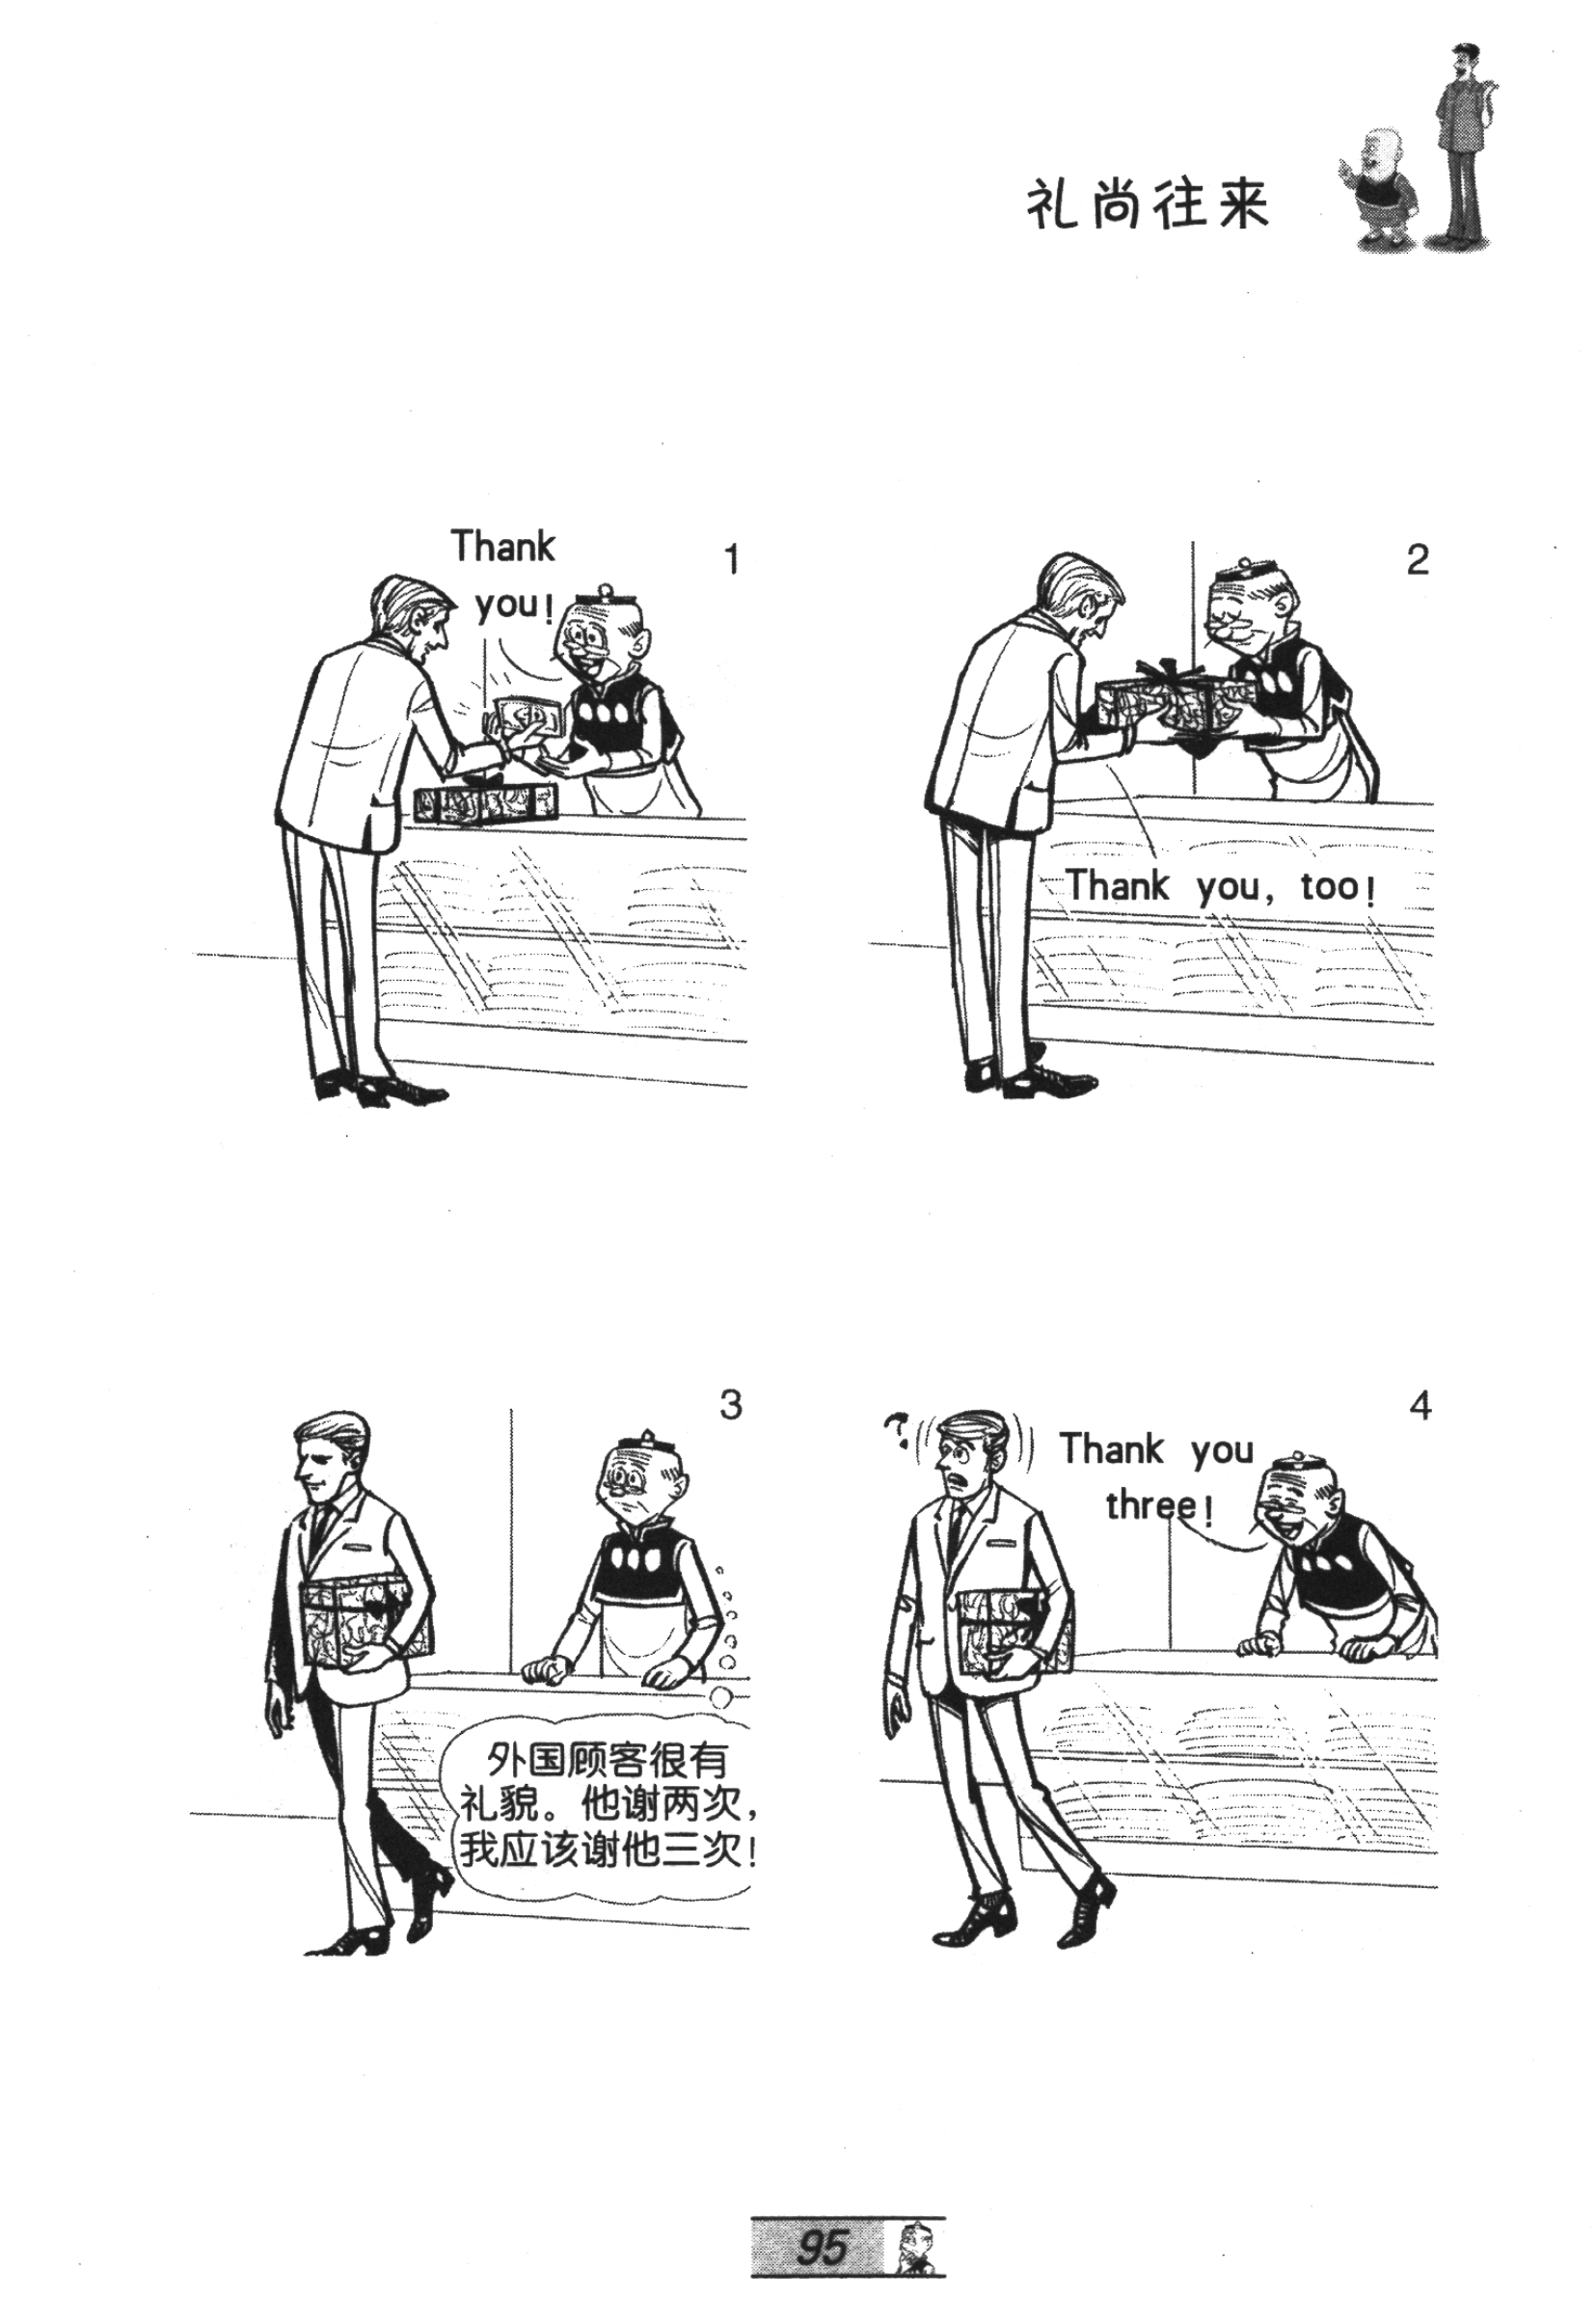 礼尚往来
1
Thank
you!
2
Thank you, too!
3
外国顾客很有
礼貌。他谢两次，
我应该谢他三次！
4
?
Thank you
three!
95